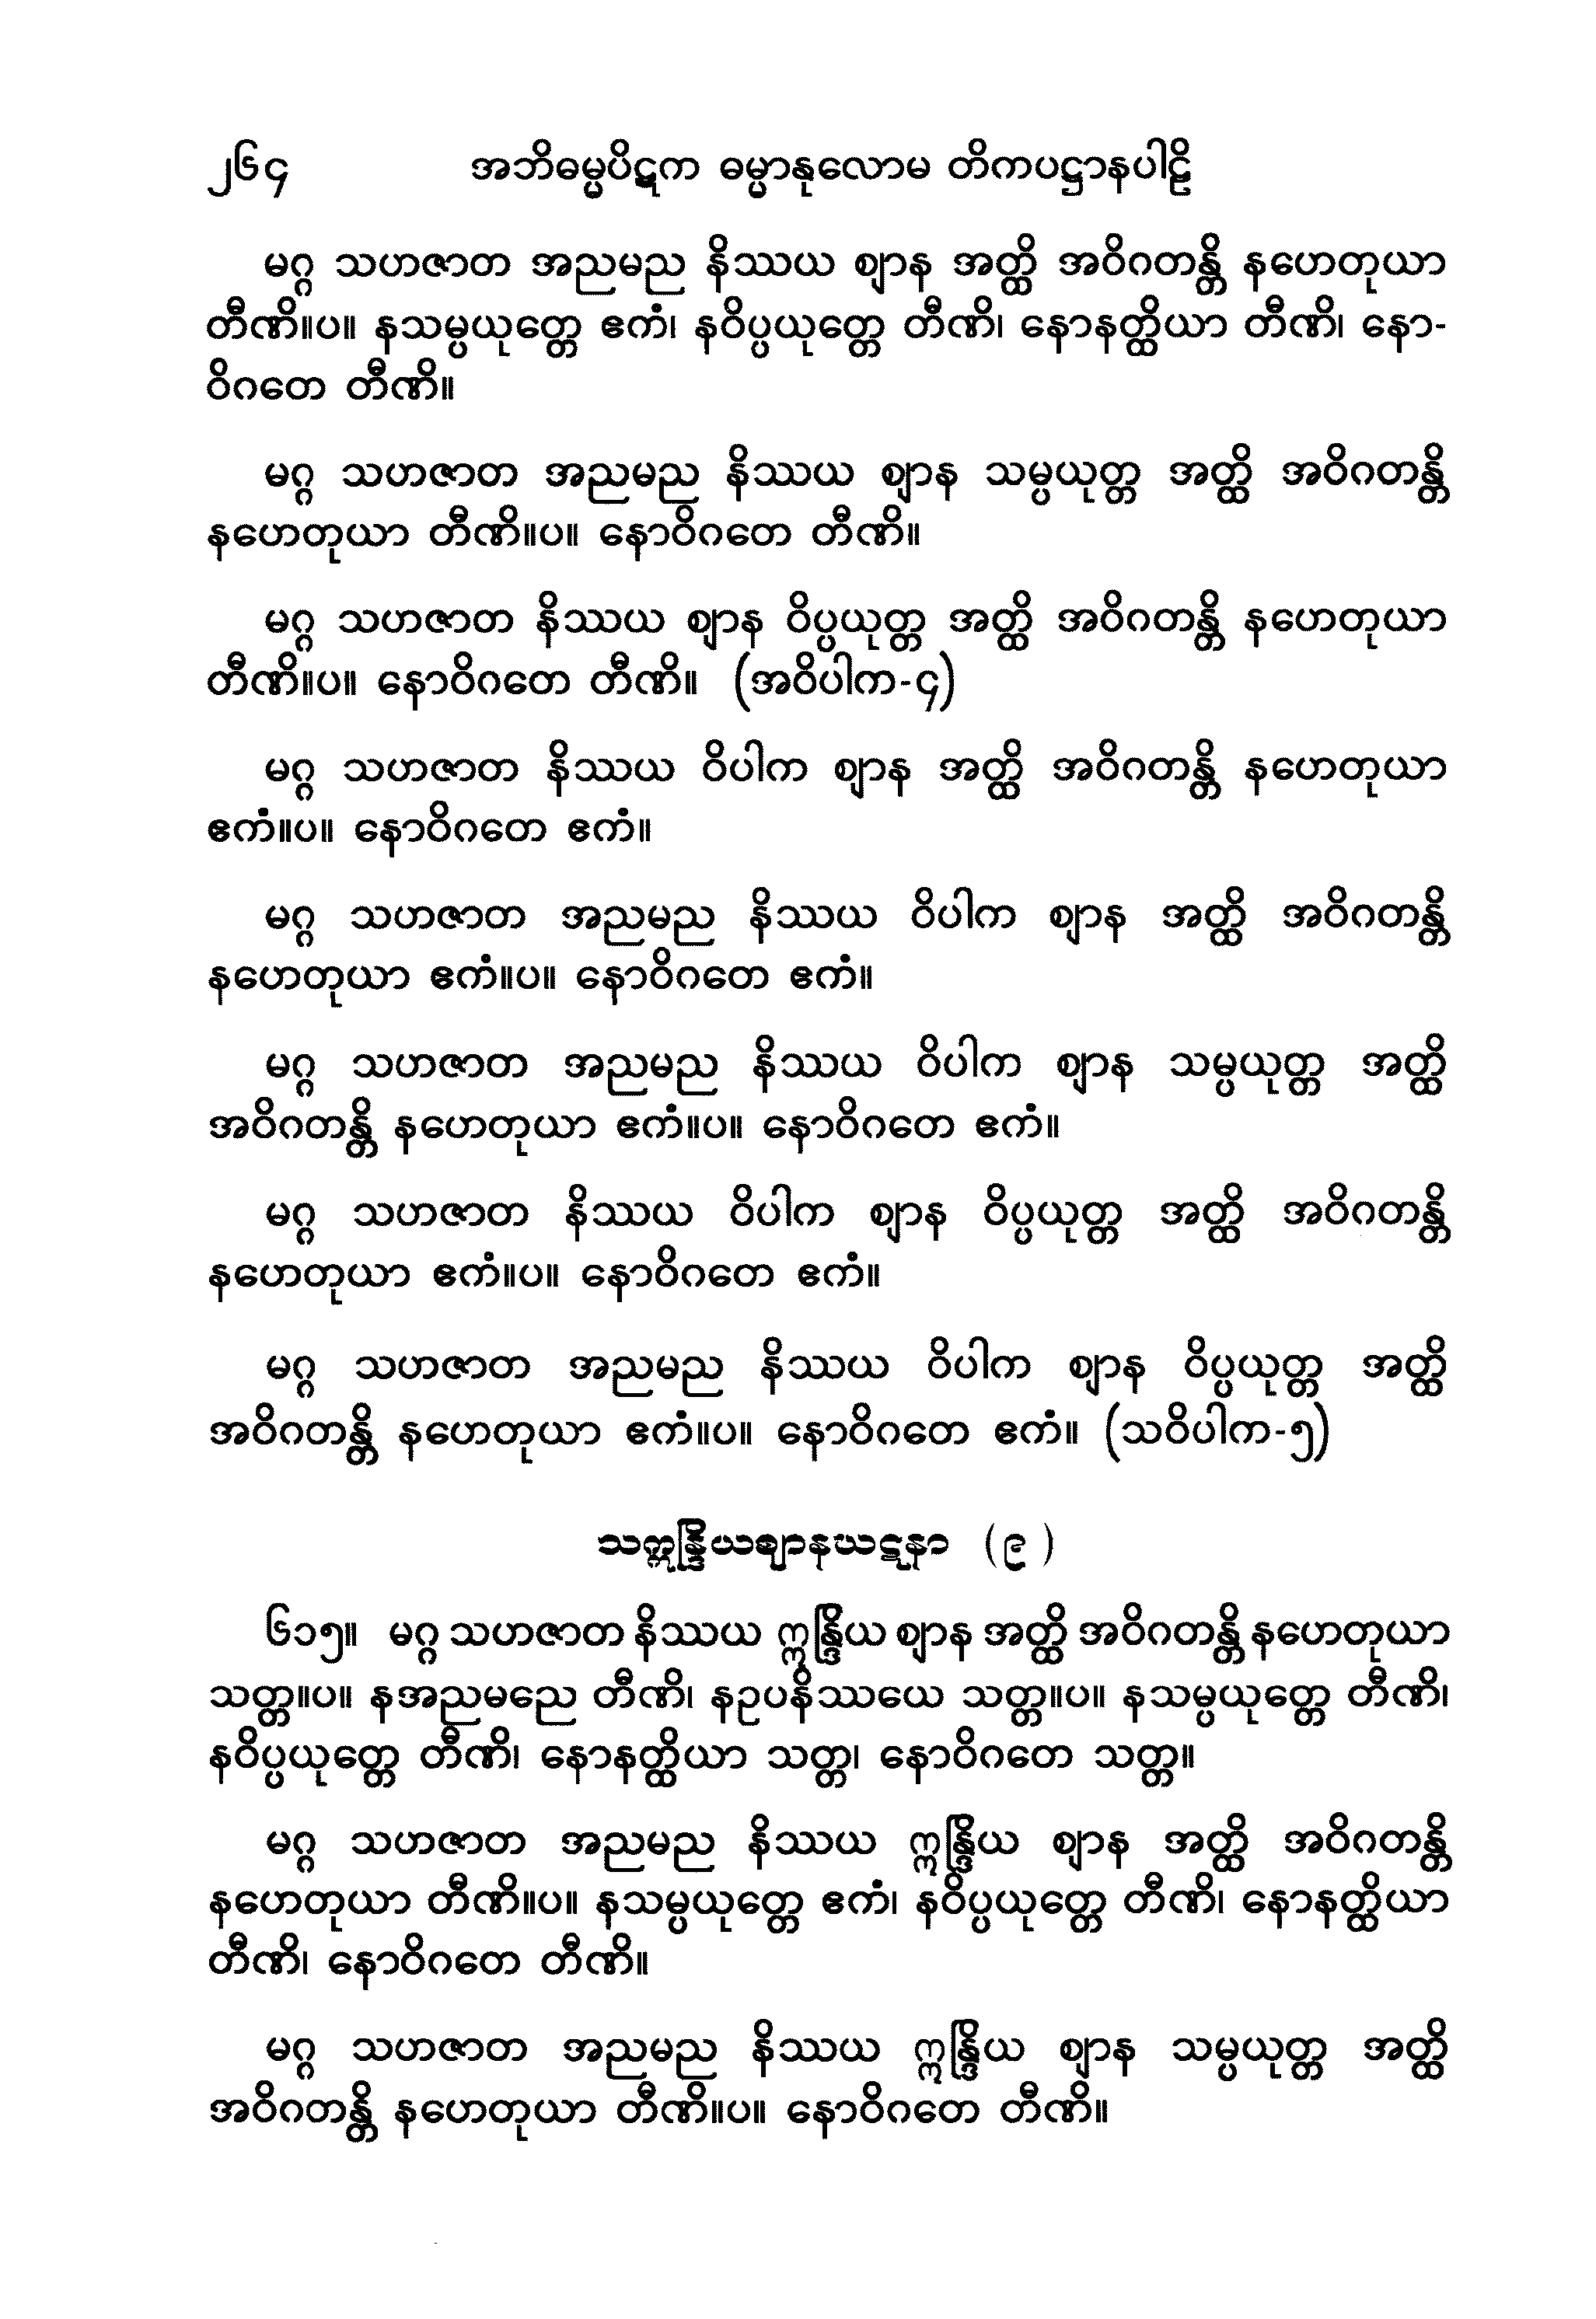 ၂၆၄ အဘိဓမ္မပိဋက ဓမ္မာနုလောမ တိကပဋ္ဌာနပါဠိ
မဂ္ဂ သဟဇာတ အညမည နိဿယ ဈာန အတ္ထိ အဝိဂတန္တိ နဟေတုယာ
တီဏိ။ပ။ နသမ္ပယုတ္တေ ဧကံ၊ နဝိပ္ပယုတ္တေ တီဏိ၊ နောနတ္ထိယာ တီဏိ၊ နော-
ဝိဂတေ တီဏိ။
မဂ္ဂ သဟဇာတ အညမည နိဿယ ဈာန သမ္ပယုတ္တ အတ္ထိ အဝိဂတန္တိ
နဟေတုယာ တီဏိ။ပ။ နောဝိဂတေ တီဏိ။
မဂ္ဂ သဟဇာတ နိဿယ ဈာန ဝိပ္ပယုတ္တ အတ္ထိ အဝိဂတန္တိ နဟေတုယာ
တီဏိ။ပ။ နောဝိဂတေ တီဏိ။ (အဝိပါက-၄)
မဂ္ဂ သဟဇာတ နိဿယ ဝိပါက ဈာန အတ္ထိ အဝိဂတန္တိ နဟေတုယာ
ဧကံ။ပ။ နောဝိဂတေ ဧကံ။
မဂ္ဂ သဟဇာတ အညမည နိဿယ ဝိပါက ဈာန အတ္ထိ အဝိဂတန္တိ
နဟေတုယာ ဧကံ။ပ။ နောဝိဂတေ ဧကံ။
မဂ္ဂ သဟဇာတ အညမည နိဿယ ဝိပါက ဈာန သမ္ပယုတ္တ အတ္ထိ
အဝိဂတန္တိ နဟေတုယာ ဧကံ။ပ။ နောဝိဂတေ ဧကံ။
မဂ္ဂ သဟဇာတ နိဿယ ဝိပါက ဈာန ဝိပ္ပယုတ္တ အတ္ထိ အဝိဂတန္တိ
နဟေတုယာ ဧကံ။ပ။ နောဝိဂတေ ဧကံ။
မဂ္ဂ သဟဇာတ အညမည နိဿယ ဝိပါက ဈာန ဝိပ္ပယုတ္တ အတ္ထိ
အဝိဂတန္တိ နဟေတုယာ ဧကံ။ပ။ နောဝိဂတေ ဧကံ။ (သဝိပါက-၅)
သဣန္ဒြိယဈာနဃဋနာ (၉)
၆၁၅။ မဂ္ဂ သဟဇာတ နိဿယ ဣန္ဒြိယ ဈာန အတ္ထိ အဝိဂတန္တိ နဟေတုယာ
သတ္တ။ပ။ နအညမညေ တီဏိ၊ နဥပနိဿယေ သတ္တ။ပ။ နသမ္ပယုတ္တေ တီဏိ၊
နဝိပ္ပယုတ္တေ တီဏိ၊ နောနတ္ထိယာ သတ္တ၊ နောဝိဂတေ သတ္တ။
မဂ္ဂ သဟဇာတ အညမည နိဿယ ဣန္ဒြိယ ဈာန အတ္ထိ အဝိဂတန္တိ
နဟေတုယာ တီဏိ။ပ။ နသမ္ပယုတ္တေ ဧကံ၊ နဝိပ္ပယုတ္တေ တီဏိ၊ နောနတ္ထိယာ
တီဏိ၊ နောဝိဂတေ တီဏိ။
မဂ္ဂ သဟဇာတ အညမည နိဿယ ဣန္ဒြိယ ဈာန သမ္ပယုတ္တ အတ္ထိ
အဝိဂတန္တိ နဟေတုယာ တီဏိ။ပ။ နောဝိဂတေ တီဏိ။